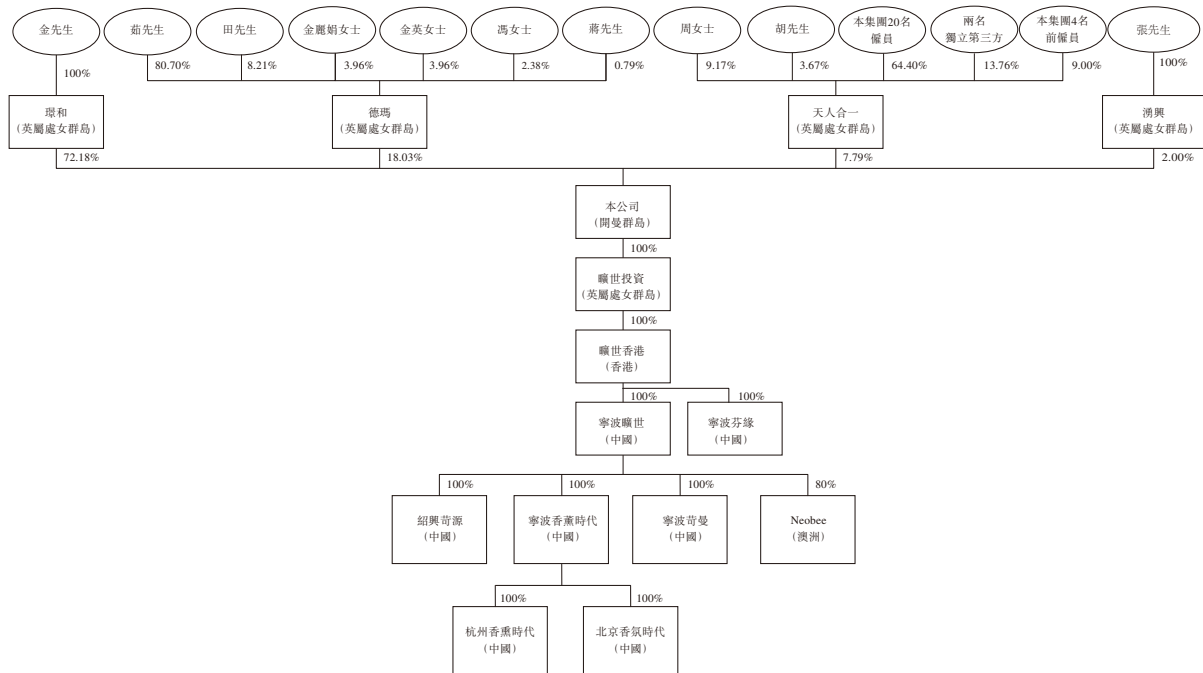 金先生
茹先生
田先生
金麗娟女士
金英女士
馮女士
蔣先生
周女士
胡先生
本集團20名
僱員
兩名
獨立第三方
本集團4名
前僱員
張先生
100%
80.70%
8.21%
3.96%
3.96%
2.38%
0.79%
9.17%
3.67%
64.40%
13.76%
9.00%
100%
璟和
(英屬處女群島)
德瑪
(英屬處女群島)
天人合一
(英屬處女群島)
湧興
(英屬處女群島)
72.18%
18.03%
7.79%
2.00%
本公司
(開曼群島)
100%
曠世投資
(英屬處女群島)
100%
曠世香港
(香港)
100%
100%
寧波曠世
(中國)
寧波芬緣
(中國)
100%
100%
100%
80%
紹興苛源
(中國)
寧波香薰時代
(中國)
寧波苛曼
(中國)
Neobee
(澳洲)
100%
100%
杭州香熏時代
(中國)
北京香氛時代
(中國)